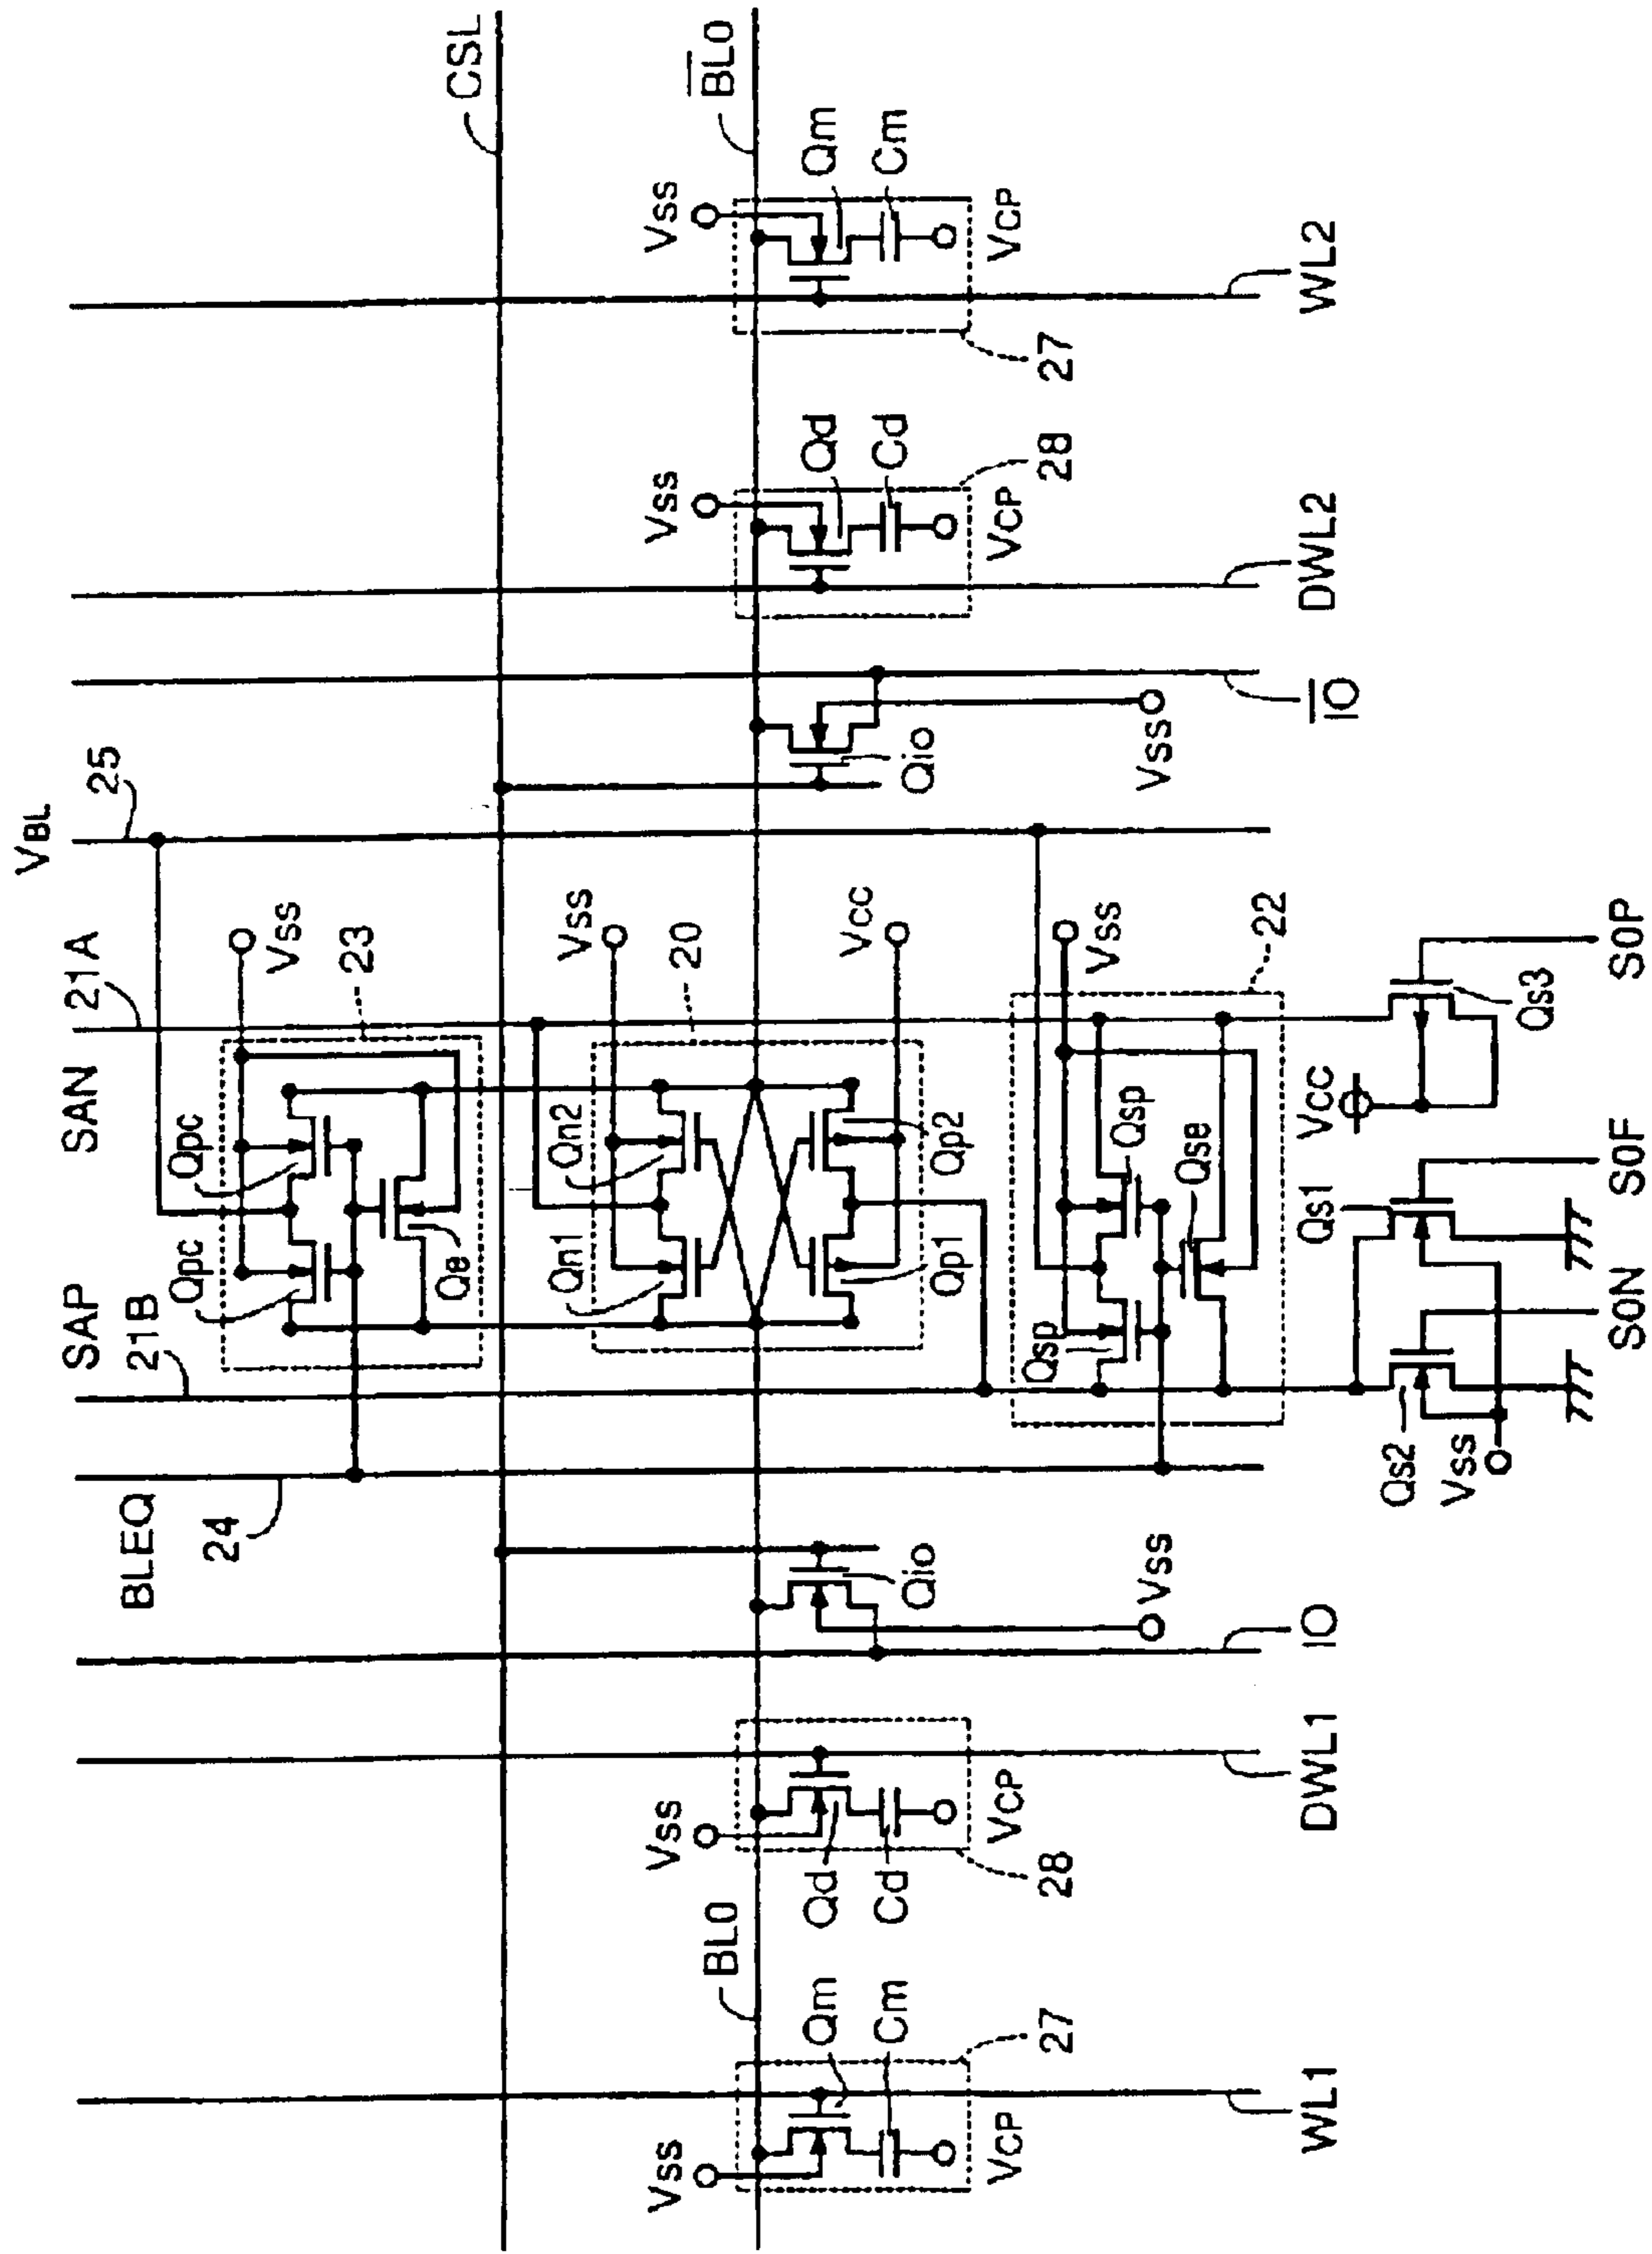 VBL
SAP
SAN
21A
25
BLEQ
21B
24
Qpc
Qpc
Vss
23
Qe
CSL
Qn1
Qn2
Vss
20
Vss
Vss
Vss
Vss
BL0
BL0
Qm
Qd
Qd
Qm
Cm
Cd
Vcc
Cd
Cm
Qio
Qio
Qp1
Qp2
VCP
VCP
VCP
VCP
27
28
28
27
Qsp
Qsp
Vss
Vss
Vss
Qse
22
WL1
DWL1
IO
IO
DWL2
WL2
Qs1
Vcc
Qs2
Vss
Qs3
SON
SOF
SOP